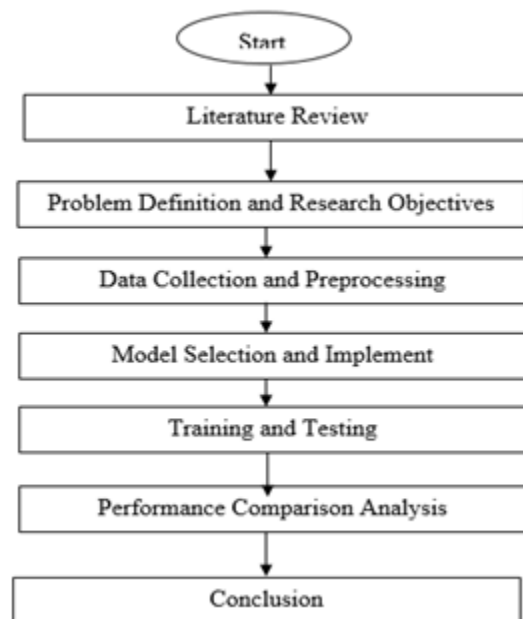 Start
Literature Review
Problem Definition and Research Objectives
Data Collection and Preprocessing
Model Selection and Implement
Training and Testing
Performance Comparison Analysis
Conclusion